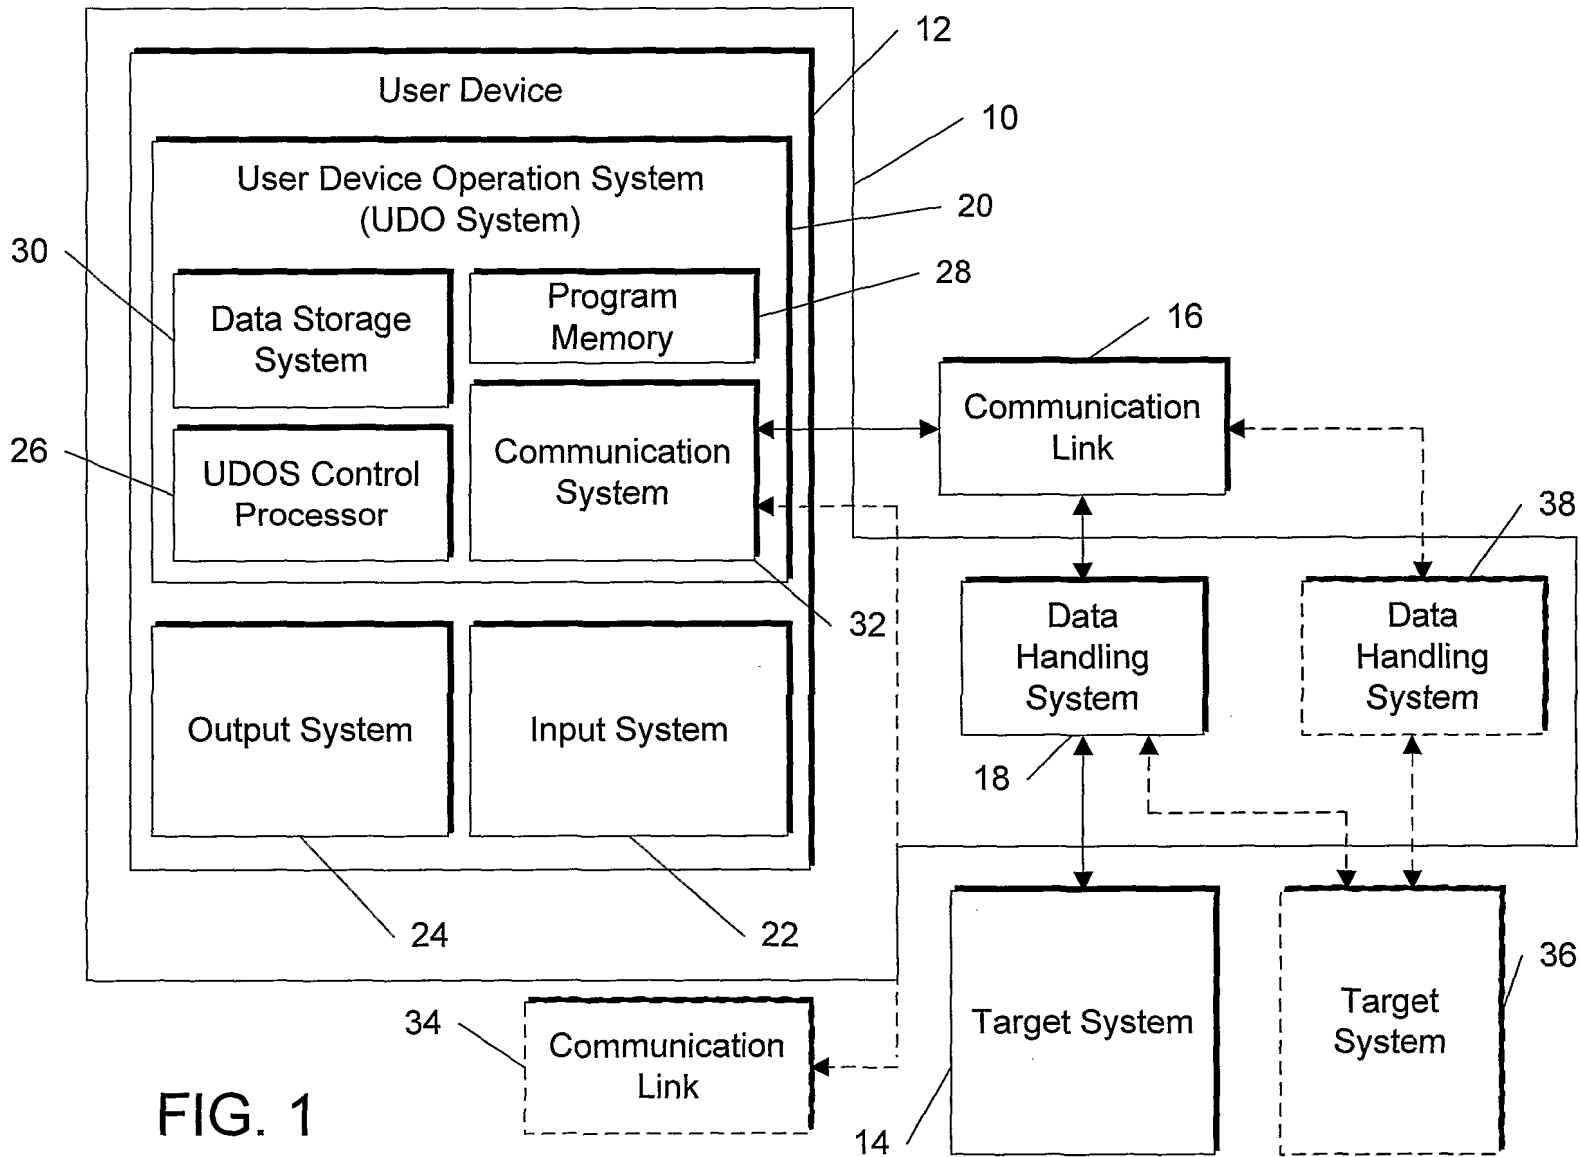 12
User Device
10
User Device Operation System
(UDO System)
20
30
28
Program
Memory
Data Storage
System
16
Communication
Link
26
UDOS Control
Processor
Communication
System
38
32
Data
Handling
System
Data
Handling
System
Output System
Input System
18
24
22
36
34
Communication
Link
Target System
Target
System
14
FIG. 1